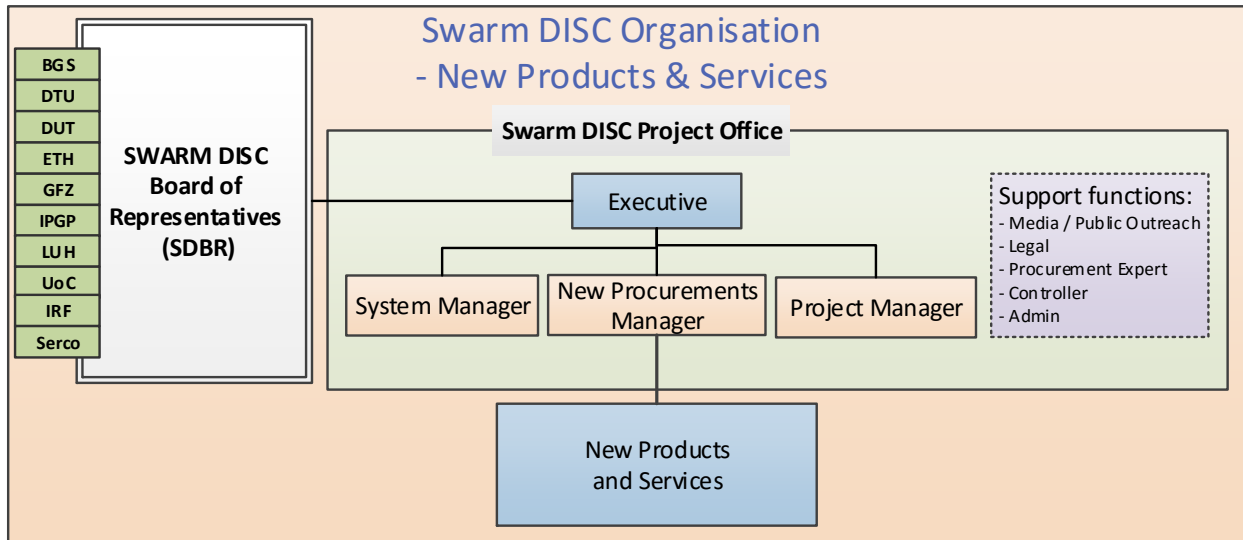 Swarm DISC Organisation
- New Products & Services
BGS
DTU
DUT
ETH
GFZ
IPGP
LUH
UoC
IRF
Serco
SWARM DISC
Board of
Representatives
(SDBR)
Swarm DISC Project Office
Executive
System Manager
New Procurements
Manager
Project Manager
Support functions:
- Media / Public Outreach
- Legal
- Procurement Expert
- Controller
- Admin
New Products
and Services